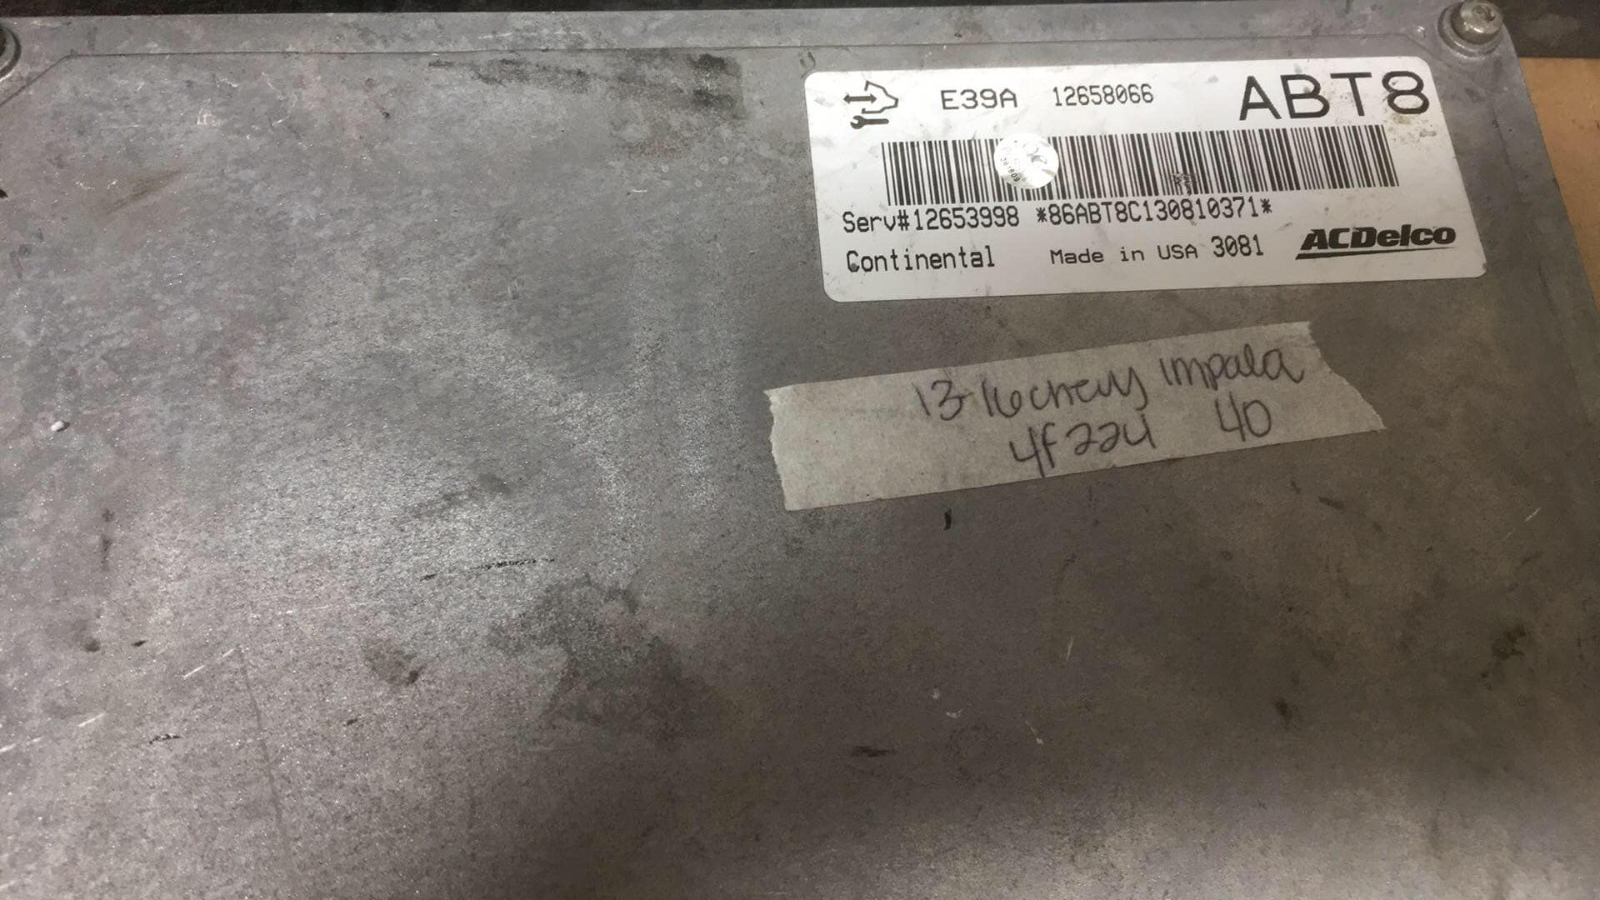 E39A 12658066 ABT8
Serv#12653998 *86ABT8C130810371*
Continental Made in USA 3081 ACDelco
13-16 chevy impala
4f224 40